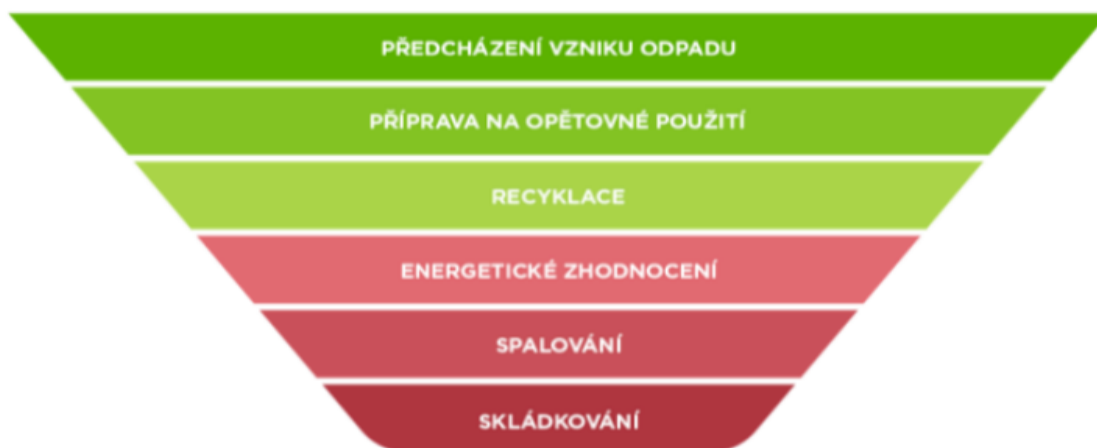 PŘEDCHÁZENÍ VZNIKU ODPADU
PŘÍPRAVA NA OPĚTOVNÉ POUŽITÍ
RECYKLACE
ENERGETICKÉ ZHODNOCENÍ
SPALOVÁNÍ
SKLÁDKOVÁNÍ